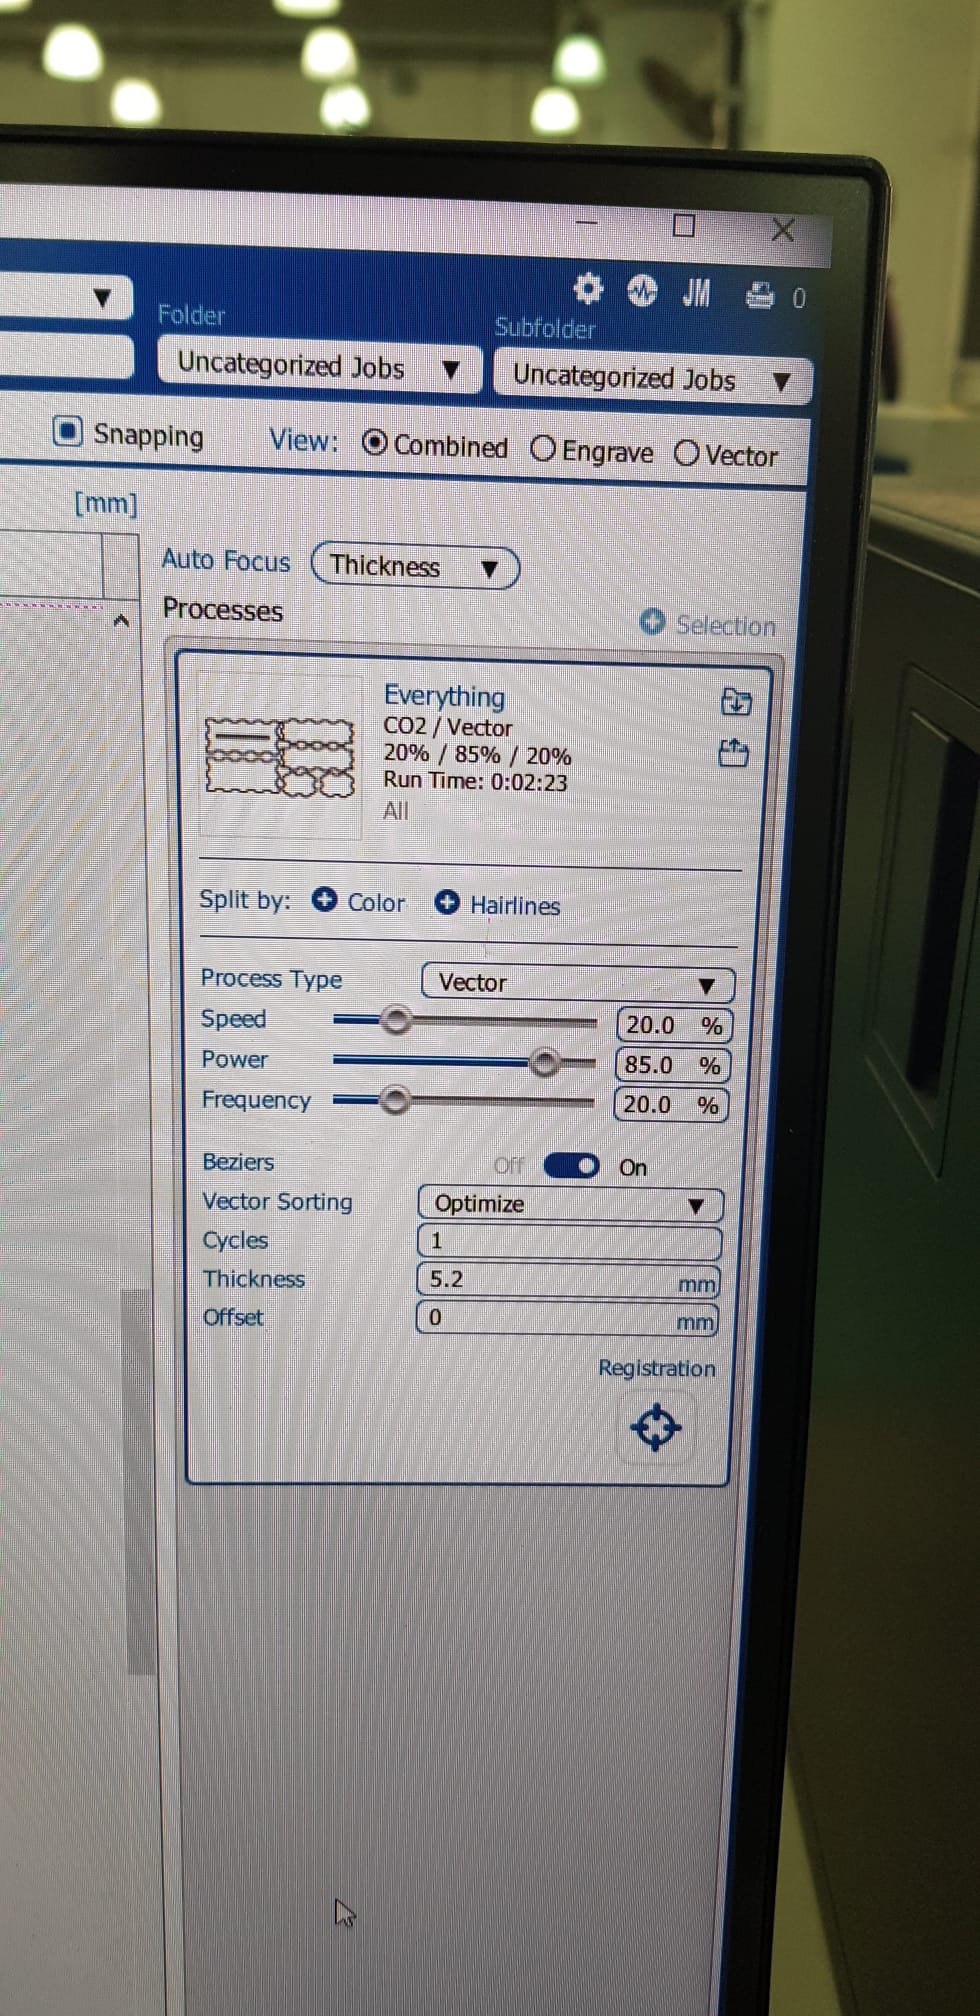 JM 0
Folder
Subfolder
Uncategorized Jobs
Uncategorized Jobs
Snapping View: Combined Engrave Vector
[mm]
Auto Focus Thickness
Processes
Selection
Everything
CO2 / Vector
20% / 85% / 20%
Run Time: 0:02:23
All
Split by: Color Hairlines
Process Type Vector
Speed 20.0 %
Power 85.0 %
Frequency 20.0 %
Beziers Off On
Vector Sorting Optimize
Cycles 1
Thickness 5.2 mm
Offset 0 mm
Registration